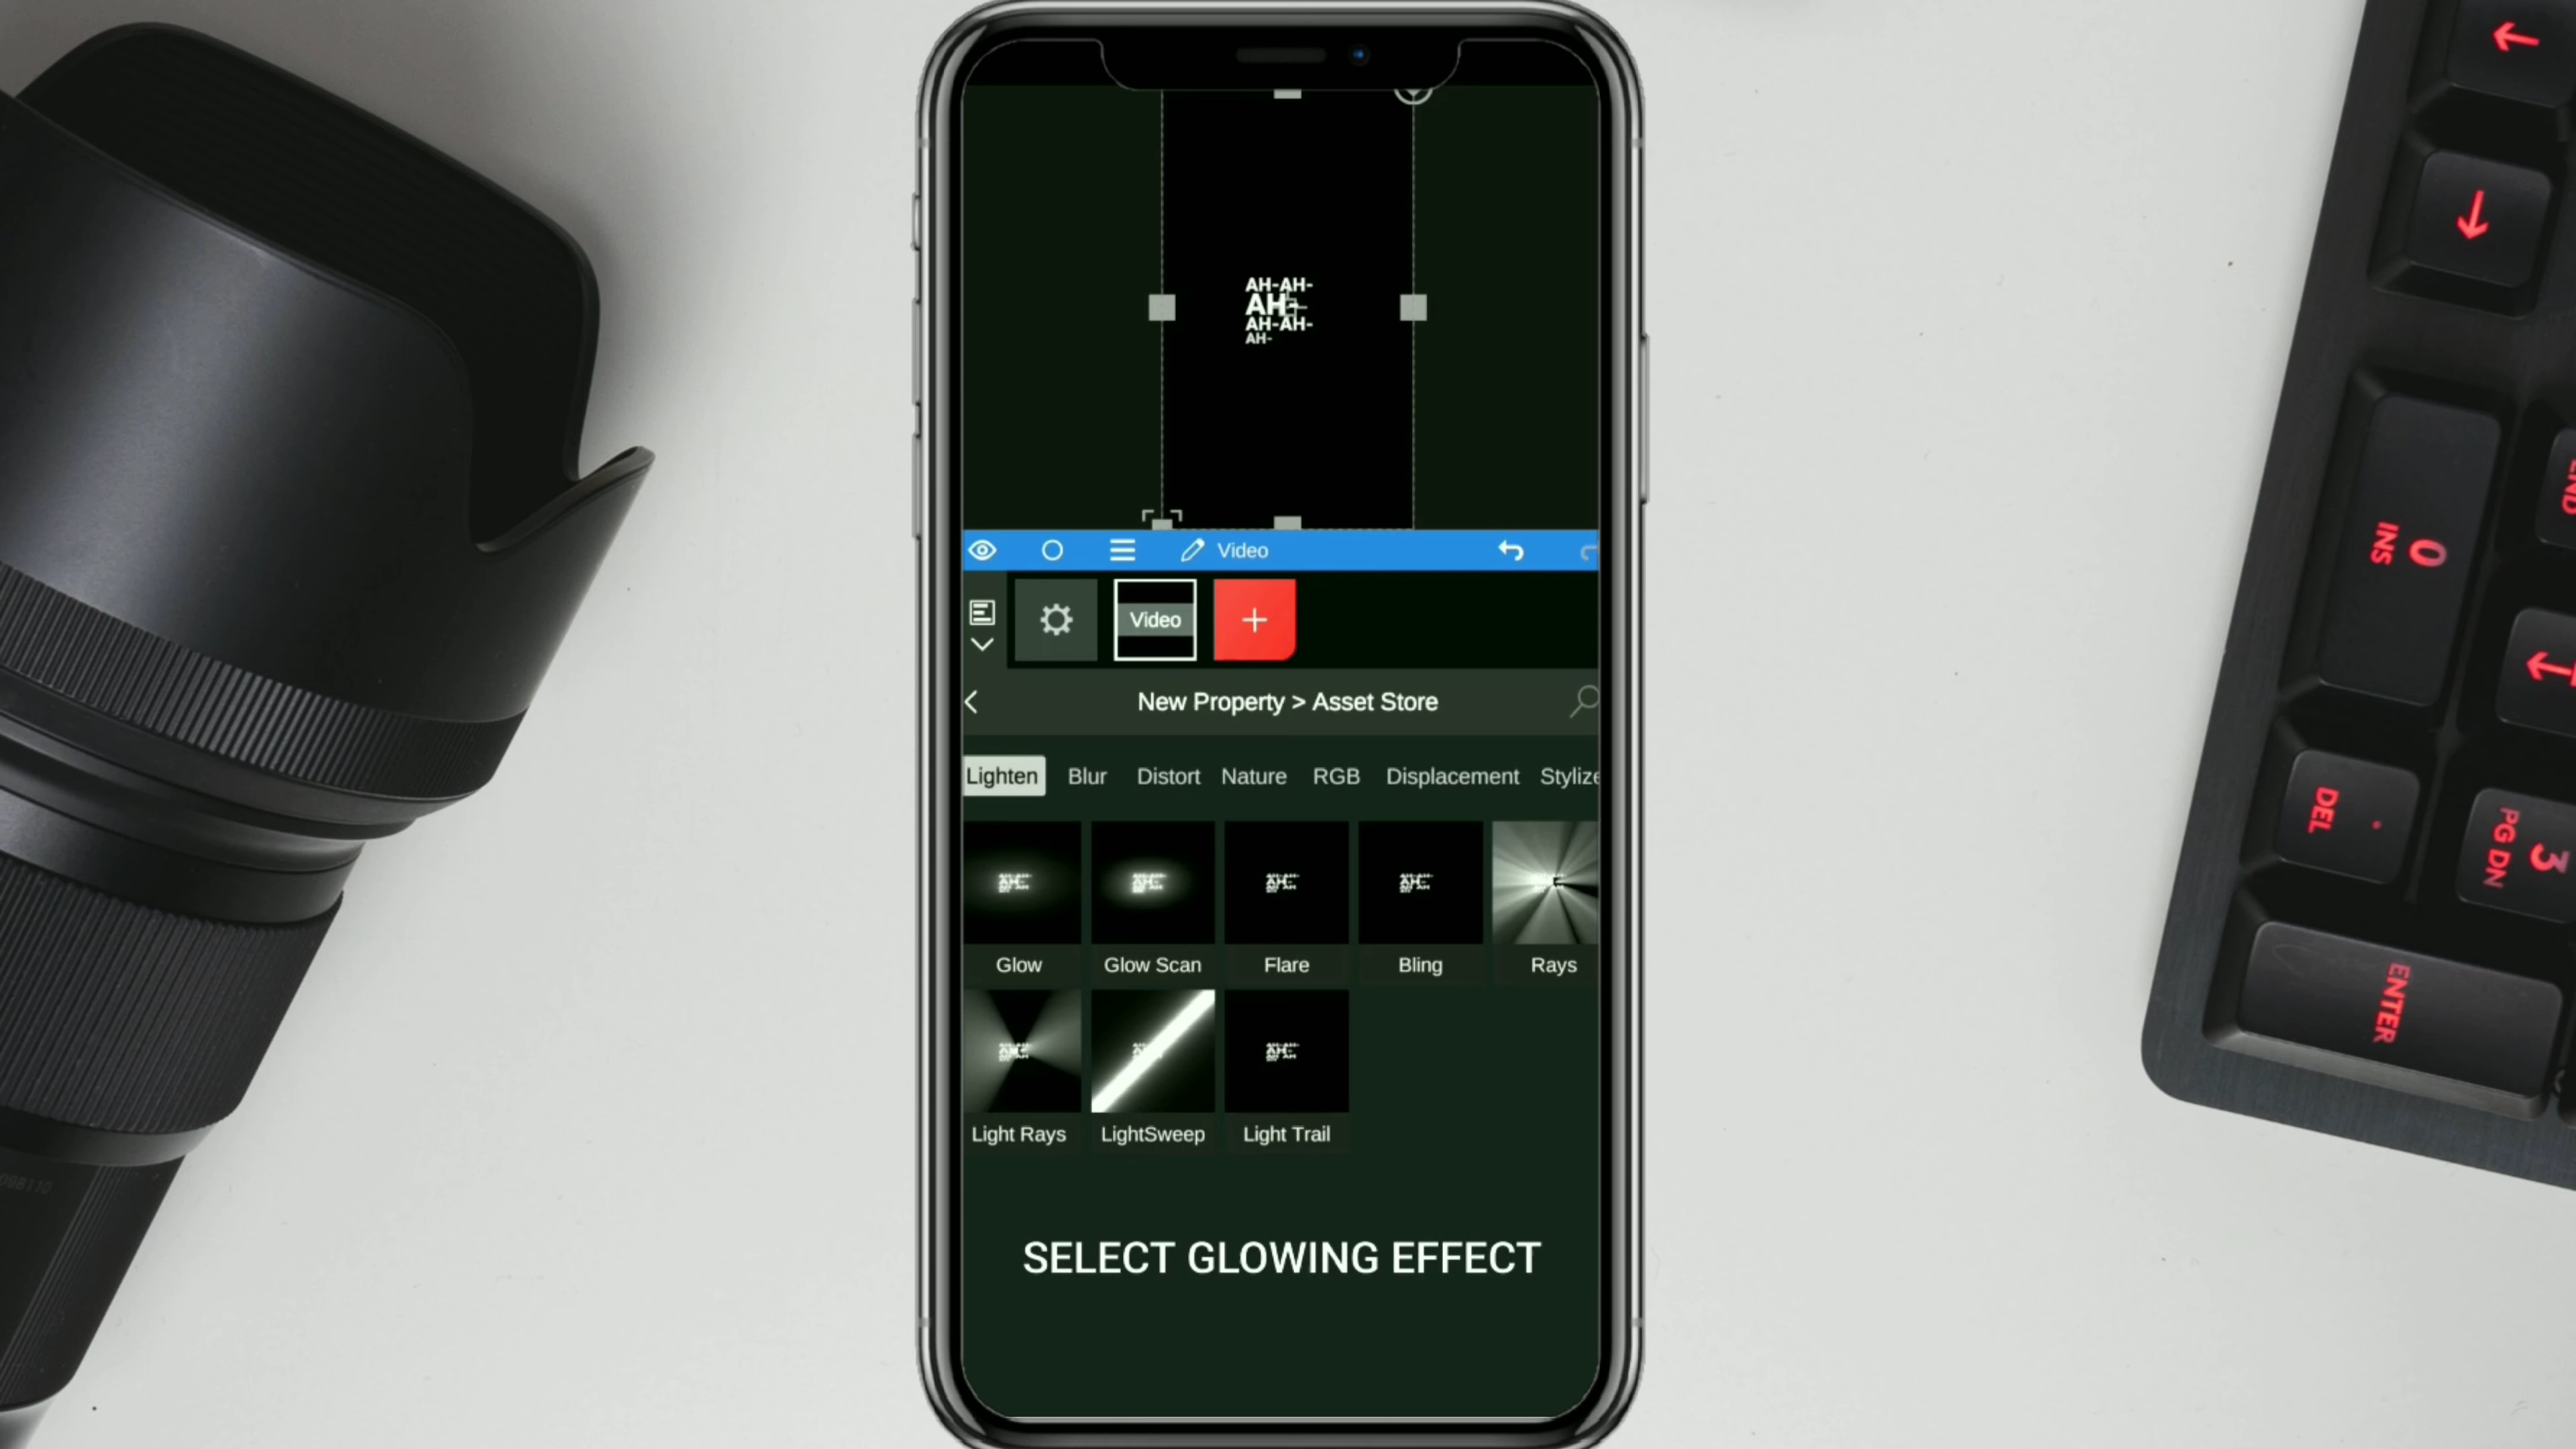 AH-AH-
AH-
AH-AH-
AH-
Video
Video
New Property > Asset Store
Lighten Blur Distort Nature RGB Displacement Stylize
Glow Glow Scan Flare Bling Rays
Light Rays LightSweep Light Trail
SELECT GLOWING EFFECT
END
0
INS
DEL .
3
PG DN
ENTER